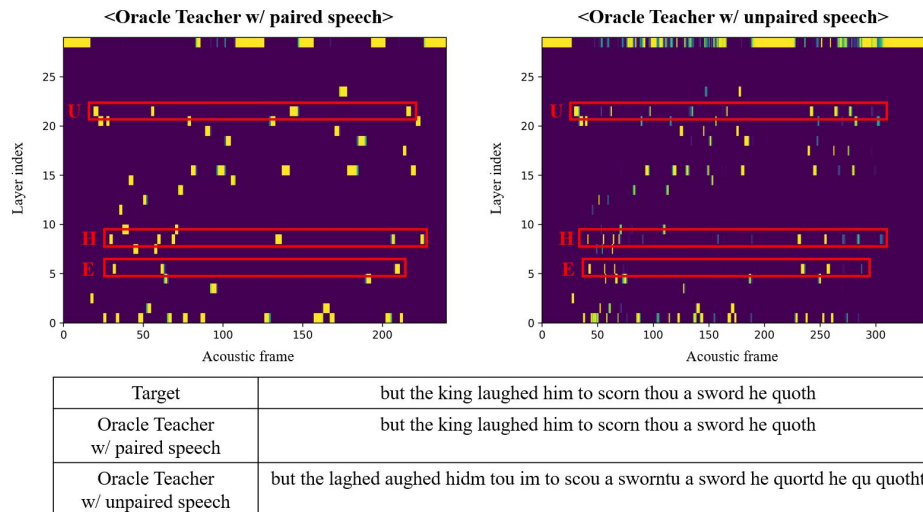 <Oracle Teacher w/ paired speech> <Oracle Teacher w/ unpaired speech>
25
20
15
10
5
0
Layer index
U
H
E
0 100 200
Acoustic frame
25
20
15
10
5
0
Layer index
U
H
E
0 50 100 150 200 250 300
Acoustic frame
Target but the king laughed him to scorn thou a sword he quoth
Oracle Teacher
w/ paired speech but the king laughed him to scorn thou a sword he quoth
Oracle Teacher
w/ unpaired speech but the laghed aughed hidm tou im to scou a sworntu a sword he quortd he qu quotht